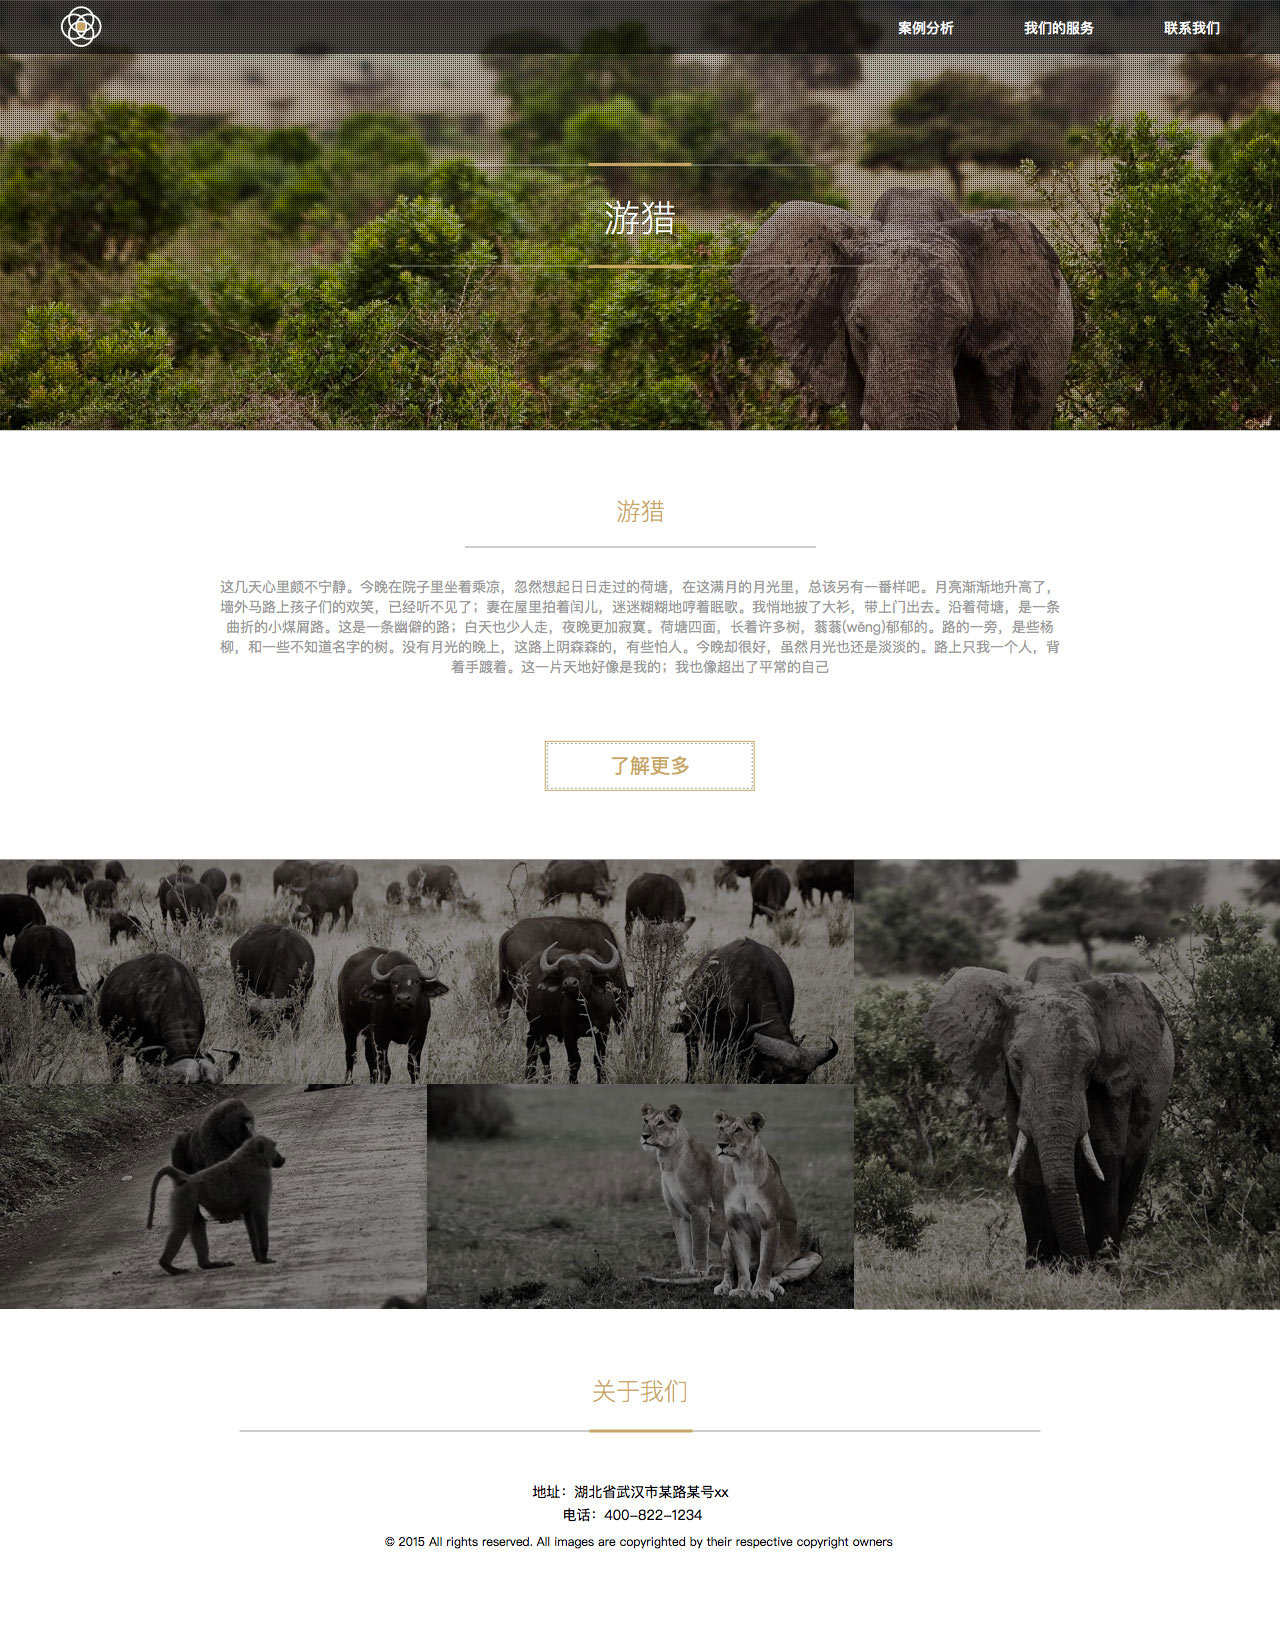 案例分析
我们的服务
联系我们
游猎
游猎
这几天心里颇不宁静。今晚在院子里坐着乘凉，忽然想起日日走过的荷塘，在这满月的月光里，总该另有一番样吧。月亮渐渐地升高了，
墙外马路上孩子们的欢笑，已经听不见了；妻在屋里拍着闰儿，迷迷糊糊地哼着眠歌。我悄地披了大衫，带上门出去。沿着荷塘，是一条
曲折的小煤屑路。这是一条幽僻的路；白天也少人走，夜晚更加寂寞。荷塘四面，长着许多树，蓊蓊(wěng)郁郁的。路的一旁，是些杨
柳，和一些不知道名字的树。没有月光的晚上，这路上阴森森的，有些怕人。今晚却很好，虽然月光也还是淡淡的。路上只我一个人，背
着手踱着。这一片天地好像是我的；我也像超出了平常的自己
了解更多
关于我们
地址：湖北省武汉市某路某号xx
电话：400-822-1234
© 2015 All rights reserved. All images are copyrighted by their respective copyright owners